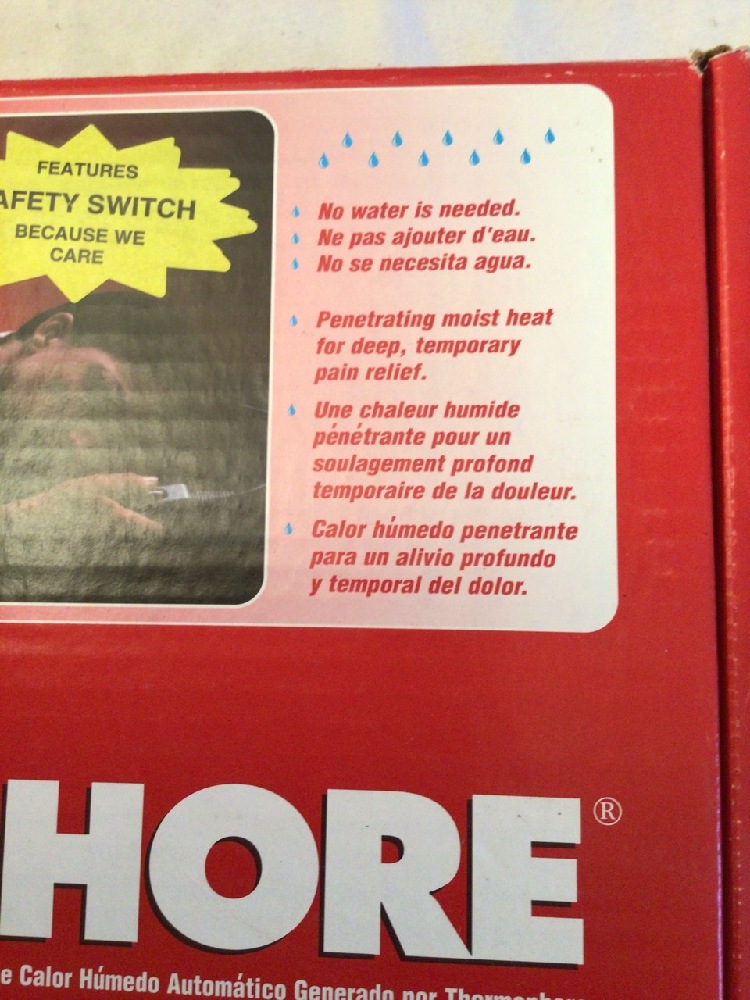 FEATURES
AFETY SWITCH
BECAUSE WE
CARE
No water is needed.
Ne pas ajouter d'eau.
No se necesita agua.
Penetrating moist heat
for deep, temporary
pain relief.
Une chaleur humide
pénétrante pour un
soulagement profond
temporaire de la douleur.
Calor húmedo penetrante
para un alivio profundo
y temporal del dolor.
HORE®
e Calor Húmedo Automático Generado por